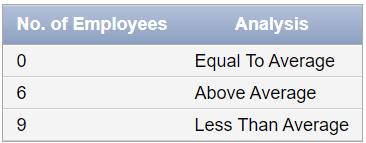 No. of Employees Analysis
0 Equal To Average
6 Above Average
9 Less Than Average